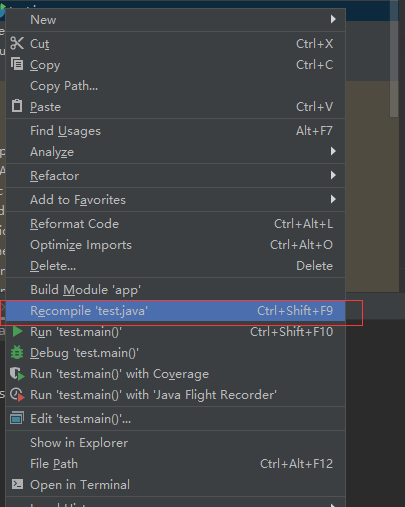 New
Cut Ctrl+X
Copy Ctrl+C
Copy Path...
Paste Ctrl+V
Find Usages Alt+F7
Analyze
Refactor
Add to Favorites
Reformat Code Ctrl+Alt+L
Optimize Imports Ctrl+Alt+O
Delete... Delete
Build Module 'app'
Recompile 'test.java' Ctrl+Shift+F9
Run 'test.main()' Ctrl+Shift+F10
Debug 'test.main()'
Run 'test.main()' with Coverage
Run 'test.main()' with 'Java Flight Recorder'
Edit 'test.main()'...
Show in Explorer
File Path Ctrl+Alt+F12
Open in Terminal